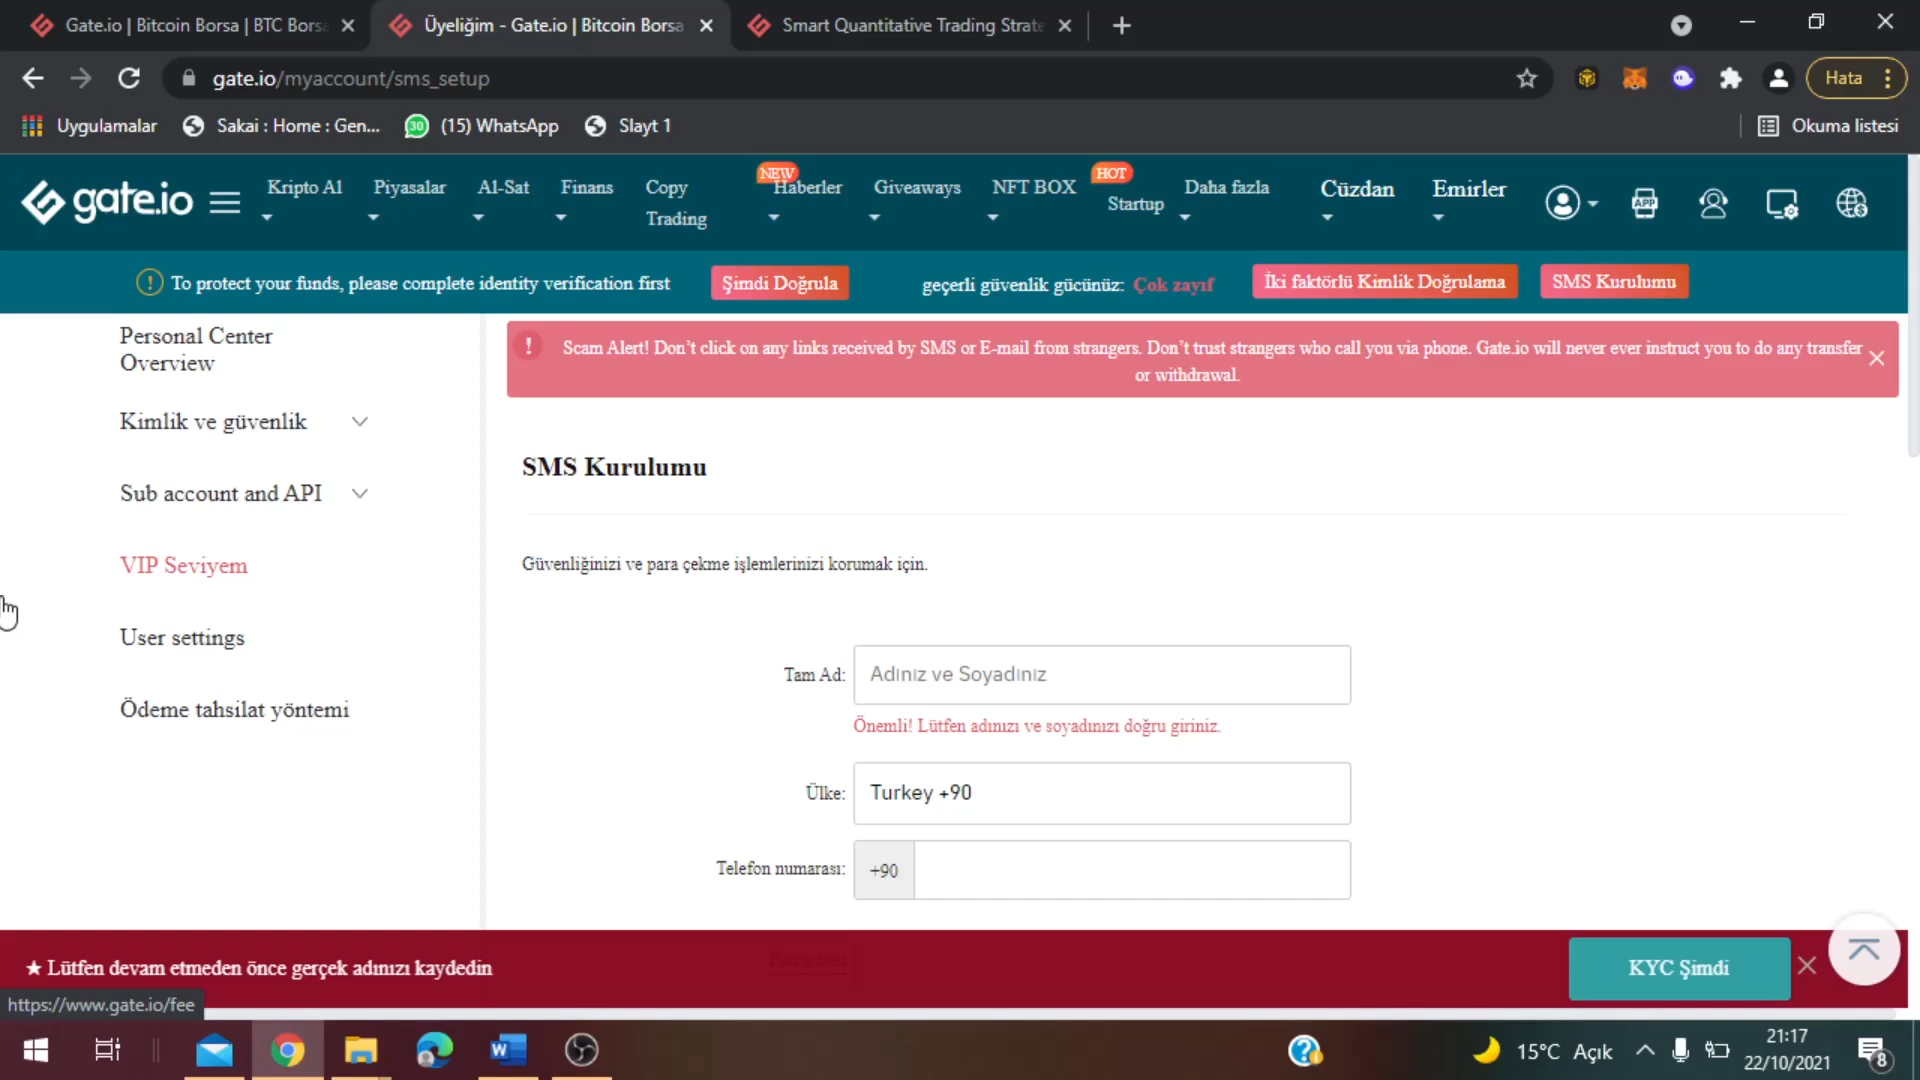 Gate.io | Bitcoin Borsa | BTC Borsa
Üyeliğim - Gate.io | Bitcoin Borsa
Smart Quantitative Trading Strate
gate.io/myaccount/sms_setup
Hata
Uygulamalar
Sakai : Home : Gen...
30
(15) WhatsApp
Slayt 1
Okuma listesi
gate.io
Kripto Al
Piyasalar
Al-Sat
Finans
Copy
Trading
NEW
Haberler
Giveaways
NFT BOX
HOT
Startup
Daha fazla
Cüzdan
Emirler
APP
To protect your funds, please complete identity verification first
Şimdi Doğrula
geçerli güvenlik gücünüz: Çok zayıf
İki faktörlü Kimlik Doğrulama
SMS Kurulumu
Personal Center
Overview
Kimlik ve güvenlik
Sub account and API
VIP Seviyem
User settings
Ödeme tahsilat yöntemi
Scam Alert! Don’t click on any links received by SMS or E-mail from strangers. Don’t trust strangers who call you via phone. Gate.io will never ever instruct you to do any transfer
or withdrawal.
SMS Kurulumu
Güvenliğinizi ve para çekme işlemlerinizi korumak için.
Tam Ad:
Adınız ve Soyadınız
Önemli! Lütfen adınızı ve soyadınızı doğru giriniz.
Ülke:
Turkey +90
Telefon numarası:
+90
★ Lütfen devam etmeden önce gerçek adınızı kaydedin
KYC Şimdi
https://www.gate.io/fee
15°C Açık
21:17
22/10/2021
8